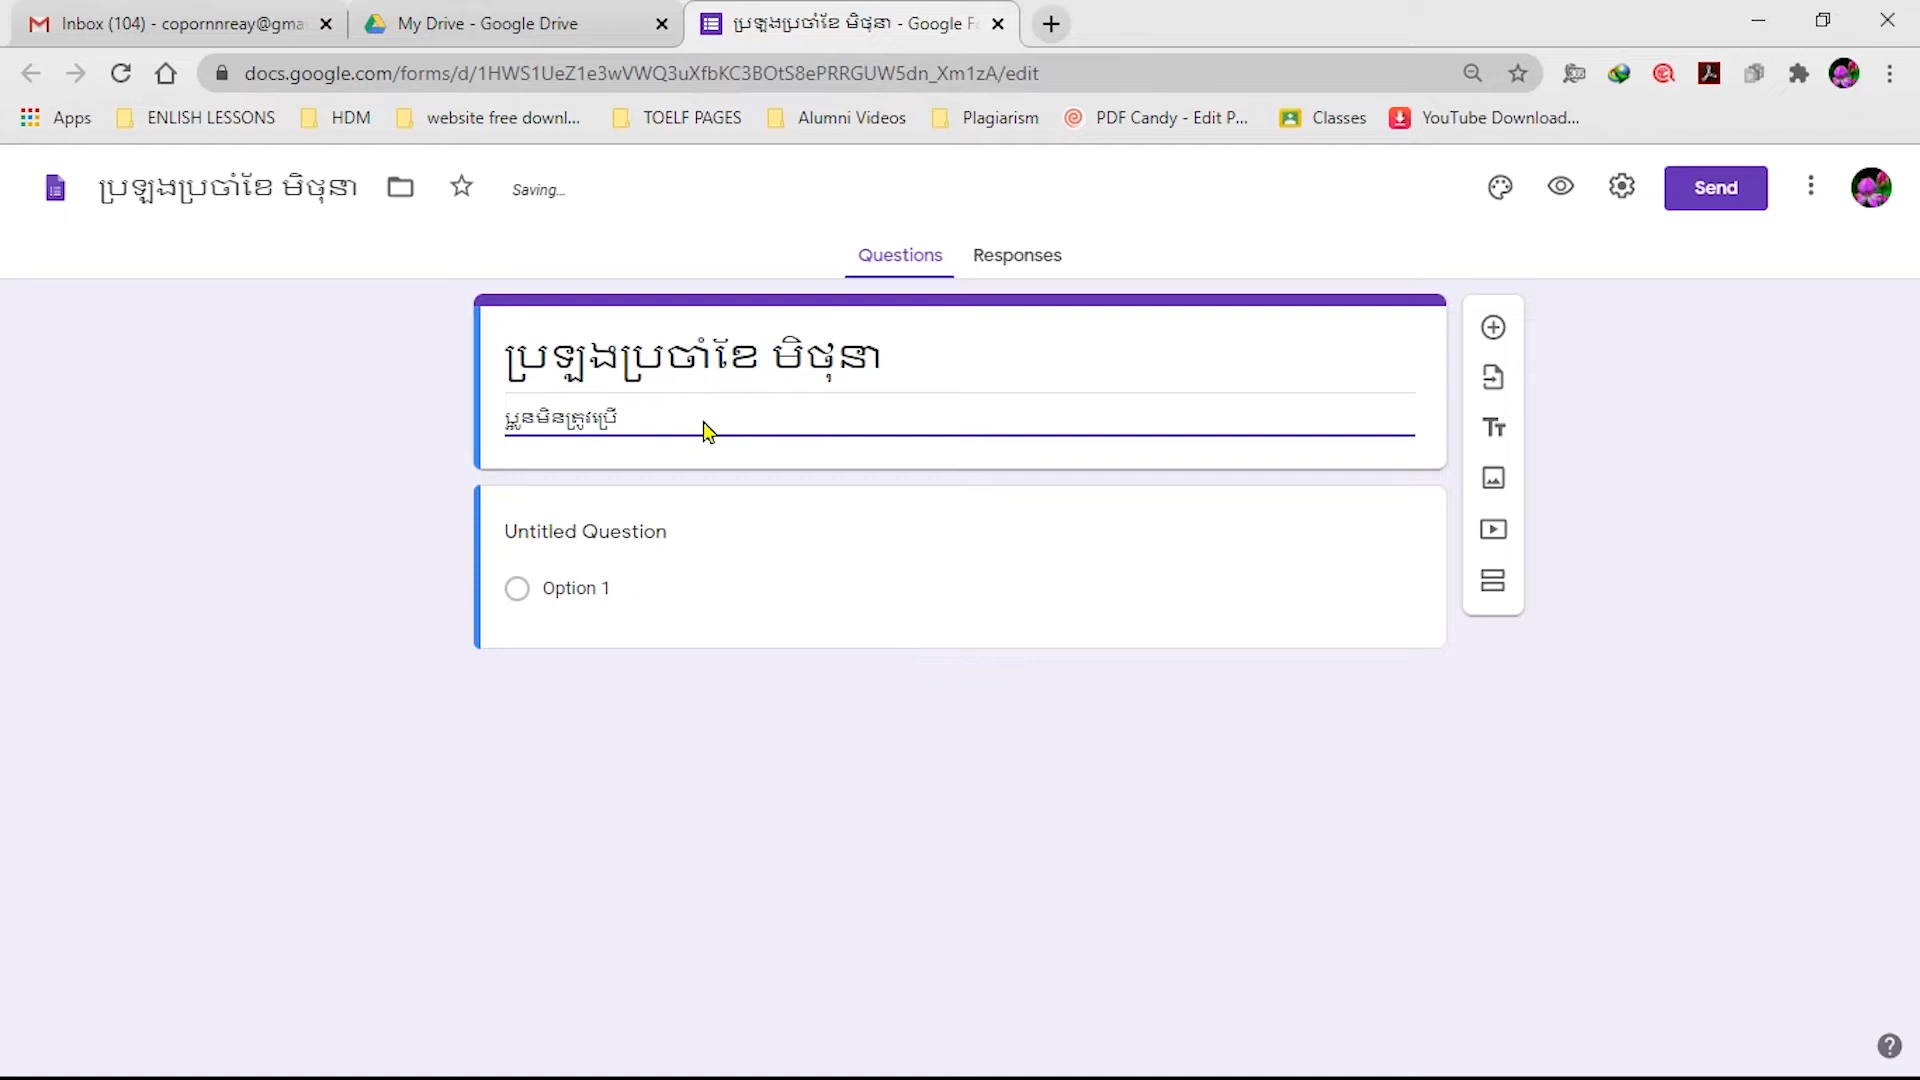 Inbox (104) - copornnreay@gma
My Drive - Google Drive
ប្រឡងប្រចាំខែ មិថុនា - Google Fo
docs.google.com/forms/d/1HWS1UeZ1e3wVWQ3uXfbKC3BOtS8ePRRGUW5dn_Xm1zA/edit
Apps
ENLISH LESSONS
HDM
website free downl...
TOELF PAGES
Alumni Videos
Plagiarism
PDF Candy - Edit P...
Classes
YouTube Download...
ប្រឡងប្រចាំខែ មិថុនា
Saving...
Send
Questions
Responses
ប្រឡងប្រចាំខែ មិថុនា
ប្អូនមិនត្រូវប្រើ
Untitled Question
Option 1